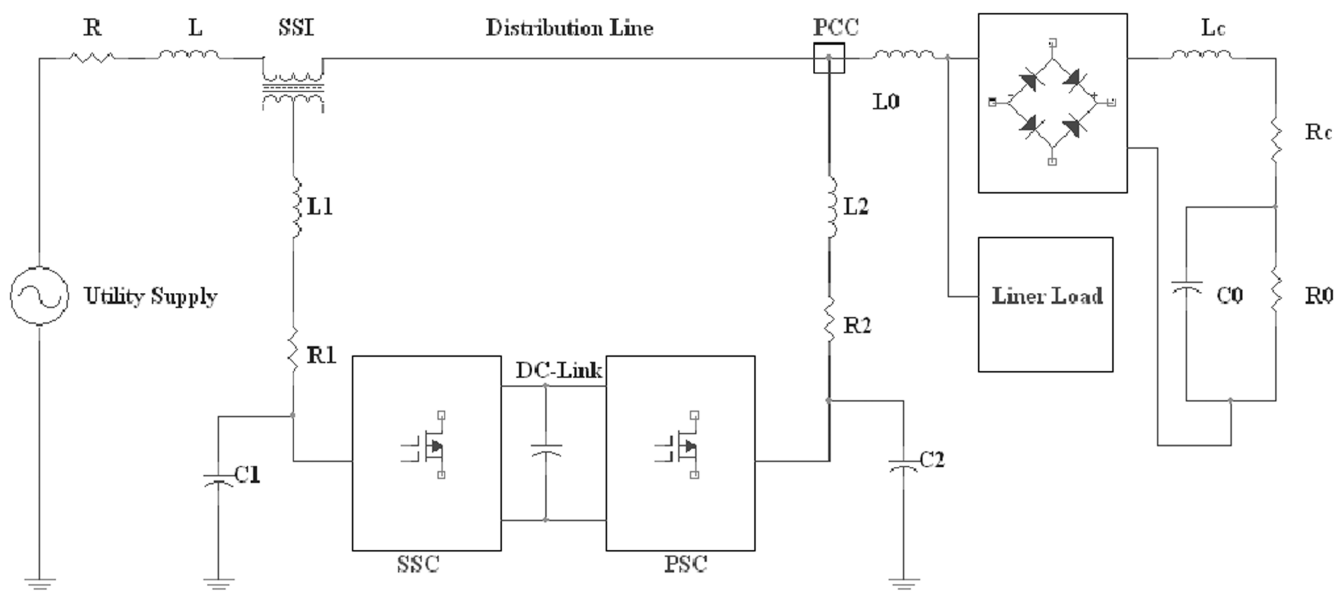 R
L
SSI
Distribution Line
PCC
Lc
L0
Rc
L1
L2
Utility Supply
Liner Load
C0
R0
R1
R2
DC-Link
C1
C2
SSC
PSC